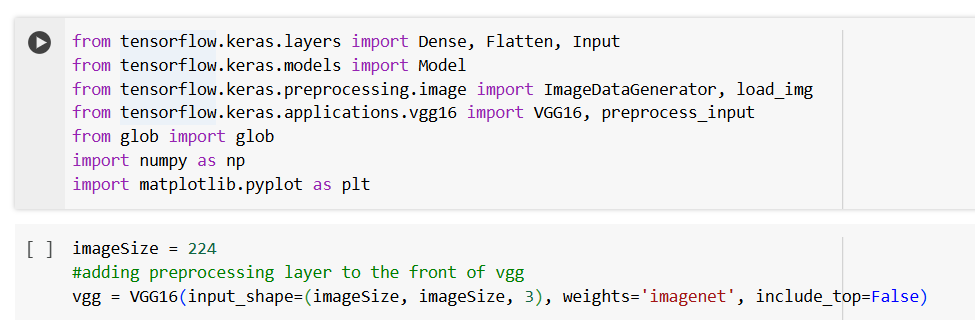 from tensorflow.keras.layers import Dense, Flatten, Input
from tensorflow.keras.models import Model
from tensorflow.keras.preprocessing.image import ImageDataGenerator, load_img
from tensorflow.keras.applications.vgg16 import VGG16, preprocess_input
from glob import glob
import numpy as np
import matplotlib.pyplot as plt
[ ] imageSize = 224
#adding preprocessing layer to the front of vgg
vgg = VGG16(input_shape=(imageSize, imageSize, 3), weights='imagenet', include_top=False)